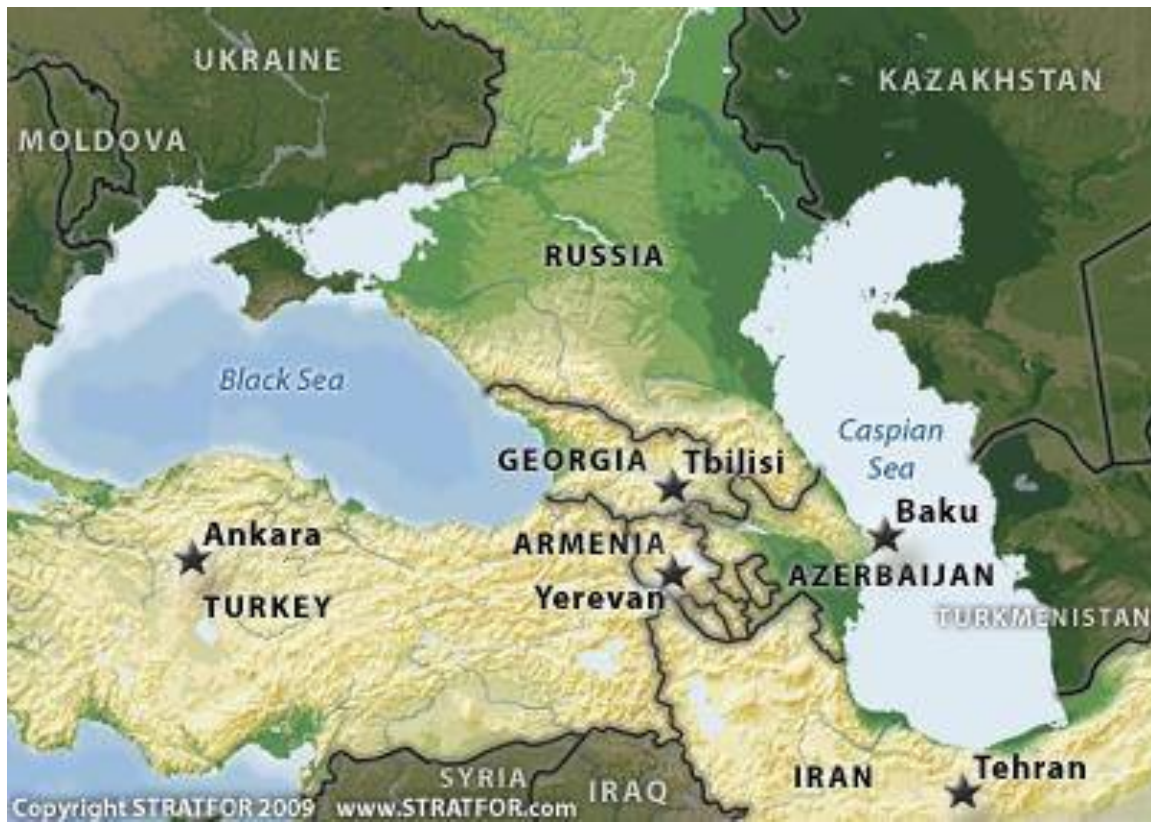 UKRAINE
KAZAKHSTAN
MOLDOVA
RUSSIA
Black Sea
Caspian
Sea
GEORGIA
Tbilisi
Baku
Ankara
ARMENIA
AZERBAIJAN
Yerevan
TURKEY
TURKMENISTAN
SYRIA
IRAQ
IRAN
Tehran
Copyright STRATFOR 2009 www.STRATFOR.com